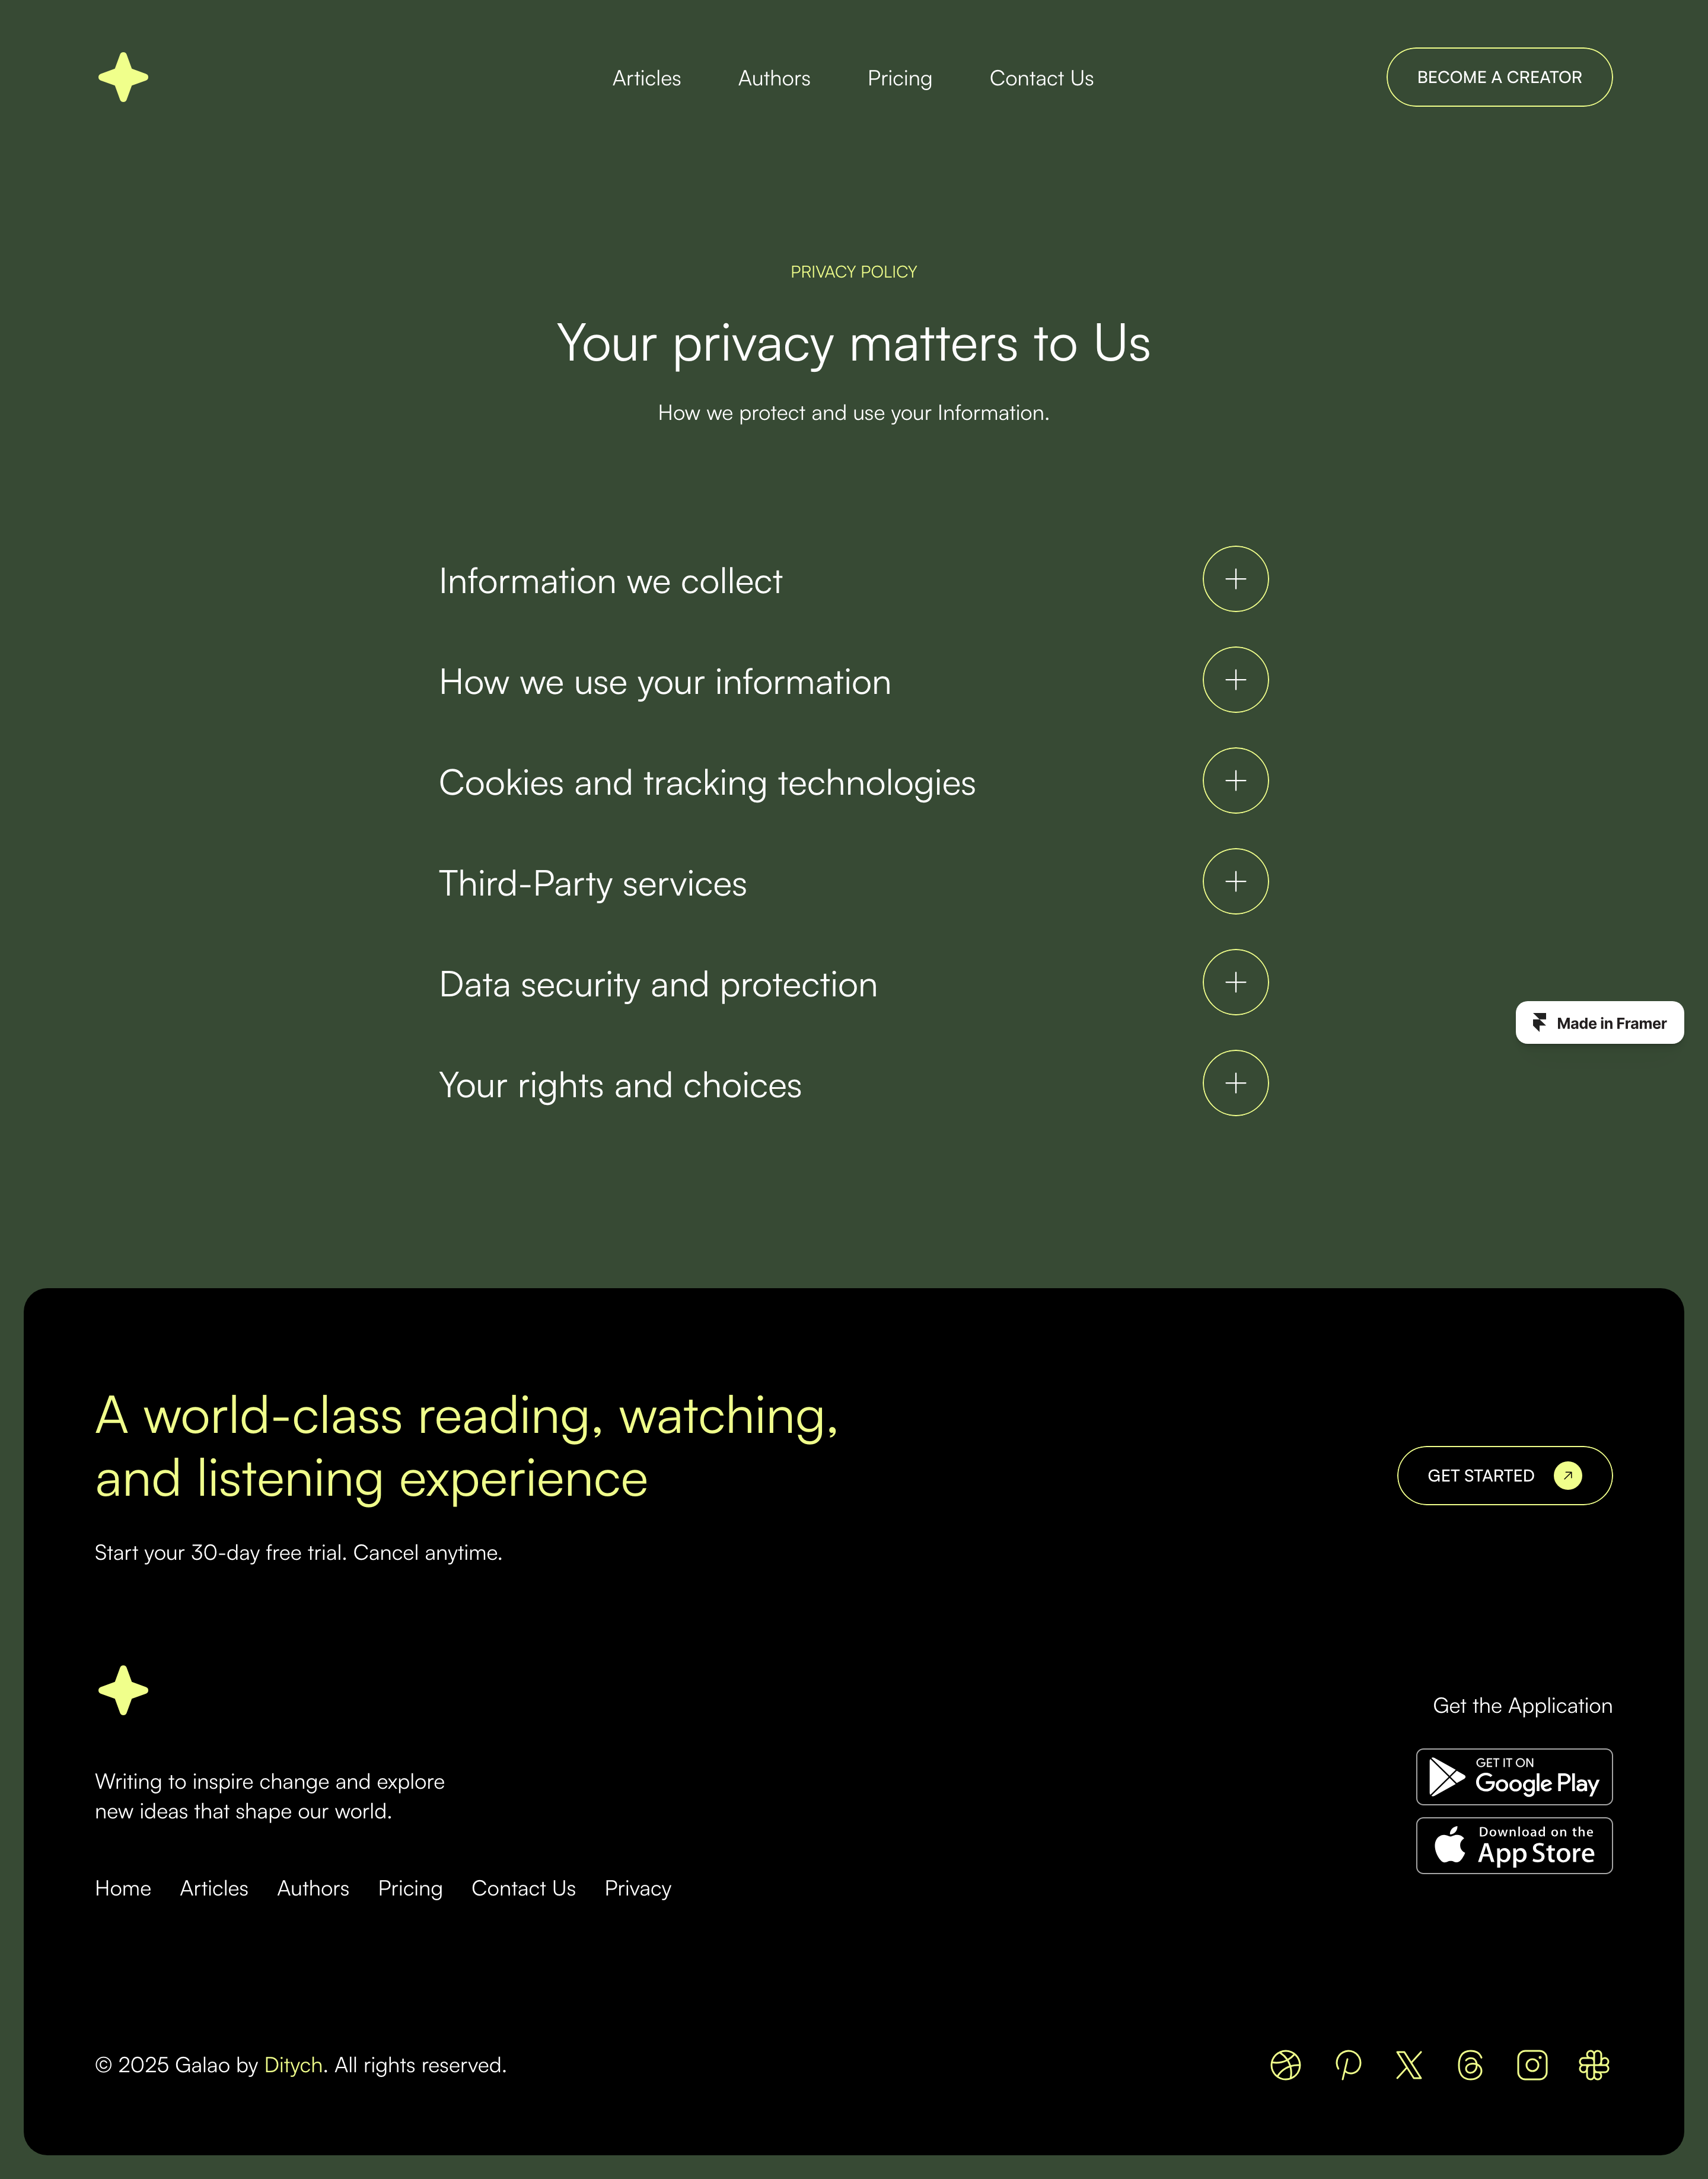 Articles
Authors
Pricing
Contact Us
BECOME A CREATOR
PRIVACY POLICY
Your privacy matters to Us
How we protect and use your Information.
Information we collect
How we use your information
Cookies and tracking technologies
Third-Party services
Data security and protection
Made in Framer
Your rights and choices
A world-class reading, watching,
and listening experience
GET STARTED
Start your 30-day free trial. Cancel anytime.
Get the Application
GET IT ON
Google Play
Download on the
App Store
Writing to inspire change and explore
new ideas that shape our world.
Home
Articles
Authors
Pricing
Contact Us
Privacy
© 2025 Galao by Ditych. All rights reserved.